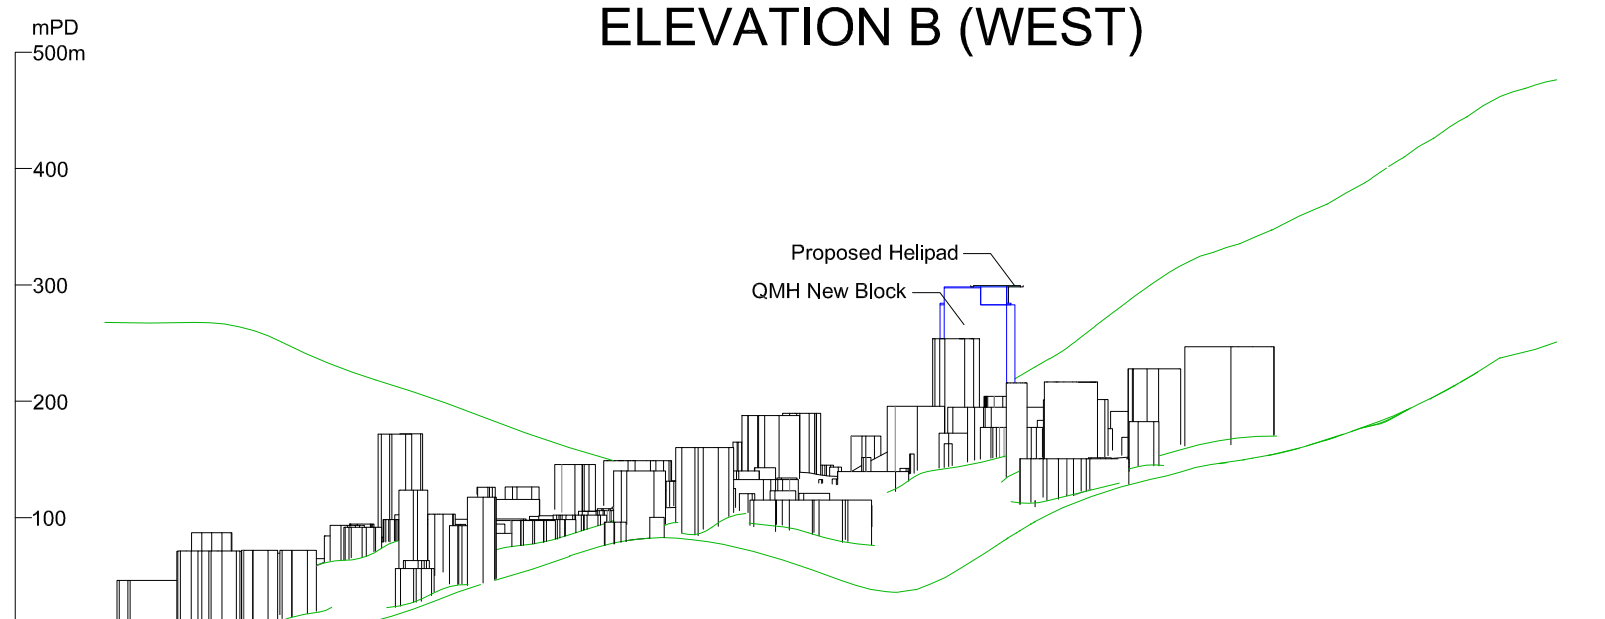 ELEVATION B (WEST)
mPD
500m
400
300
200
100
Proposed Helipad
QMH New Block